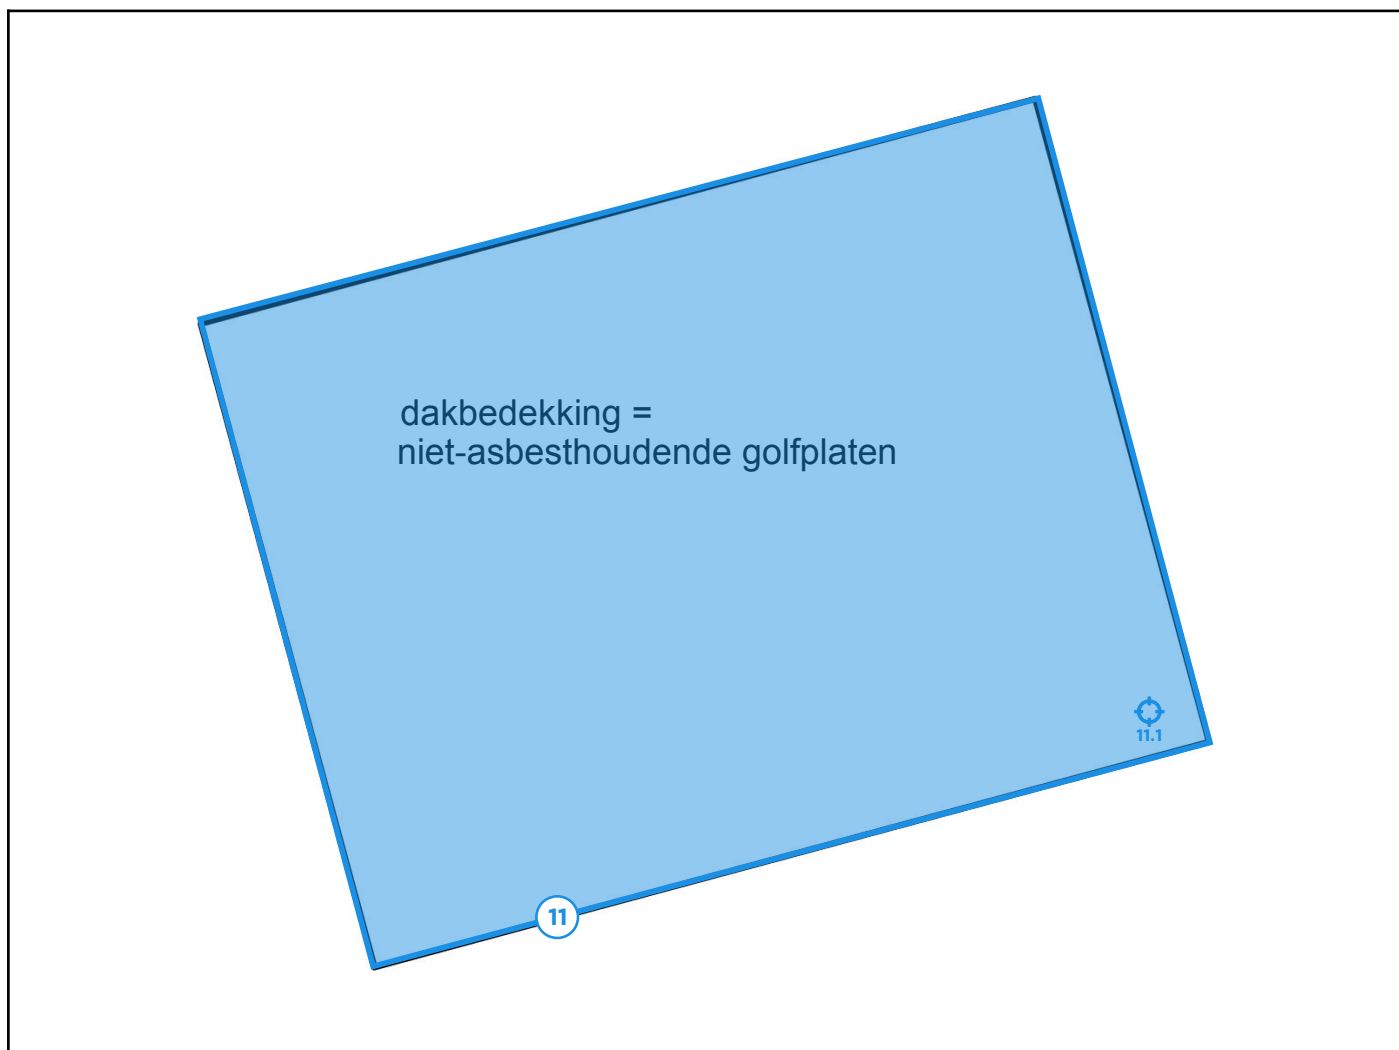 dakbedekking =
niet-asbesthoudende golfplaten
11.1
11